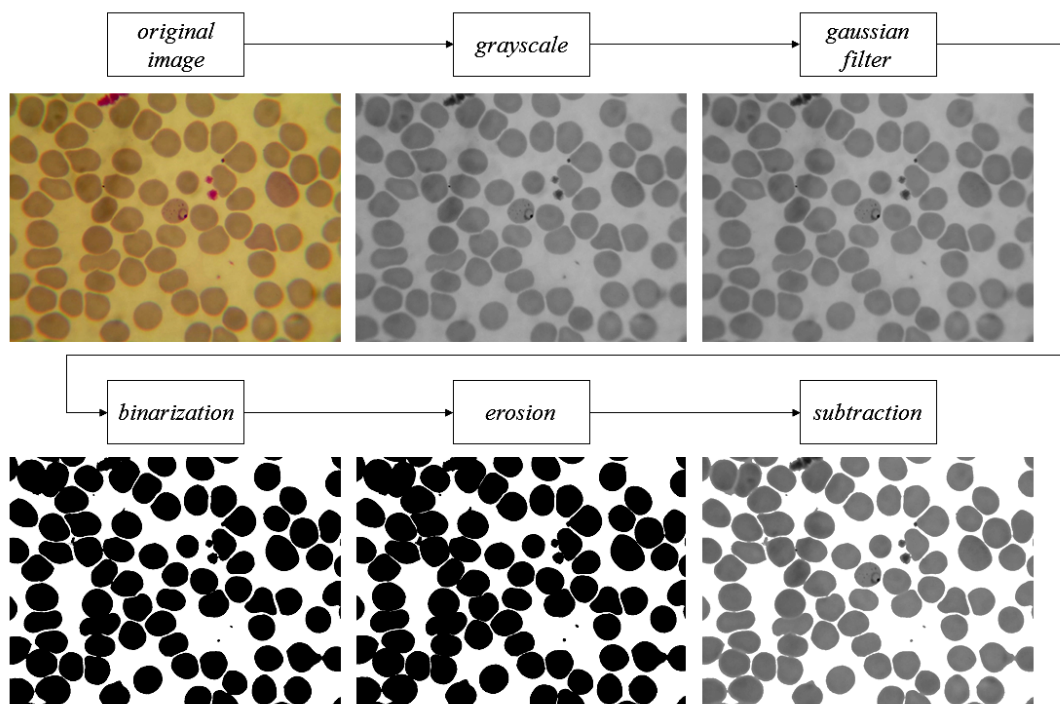 original
image
grayscale
gaussian
filter
binarization
erosion
subtraction